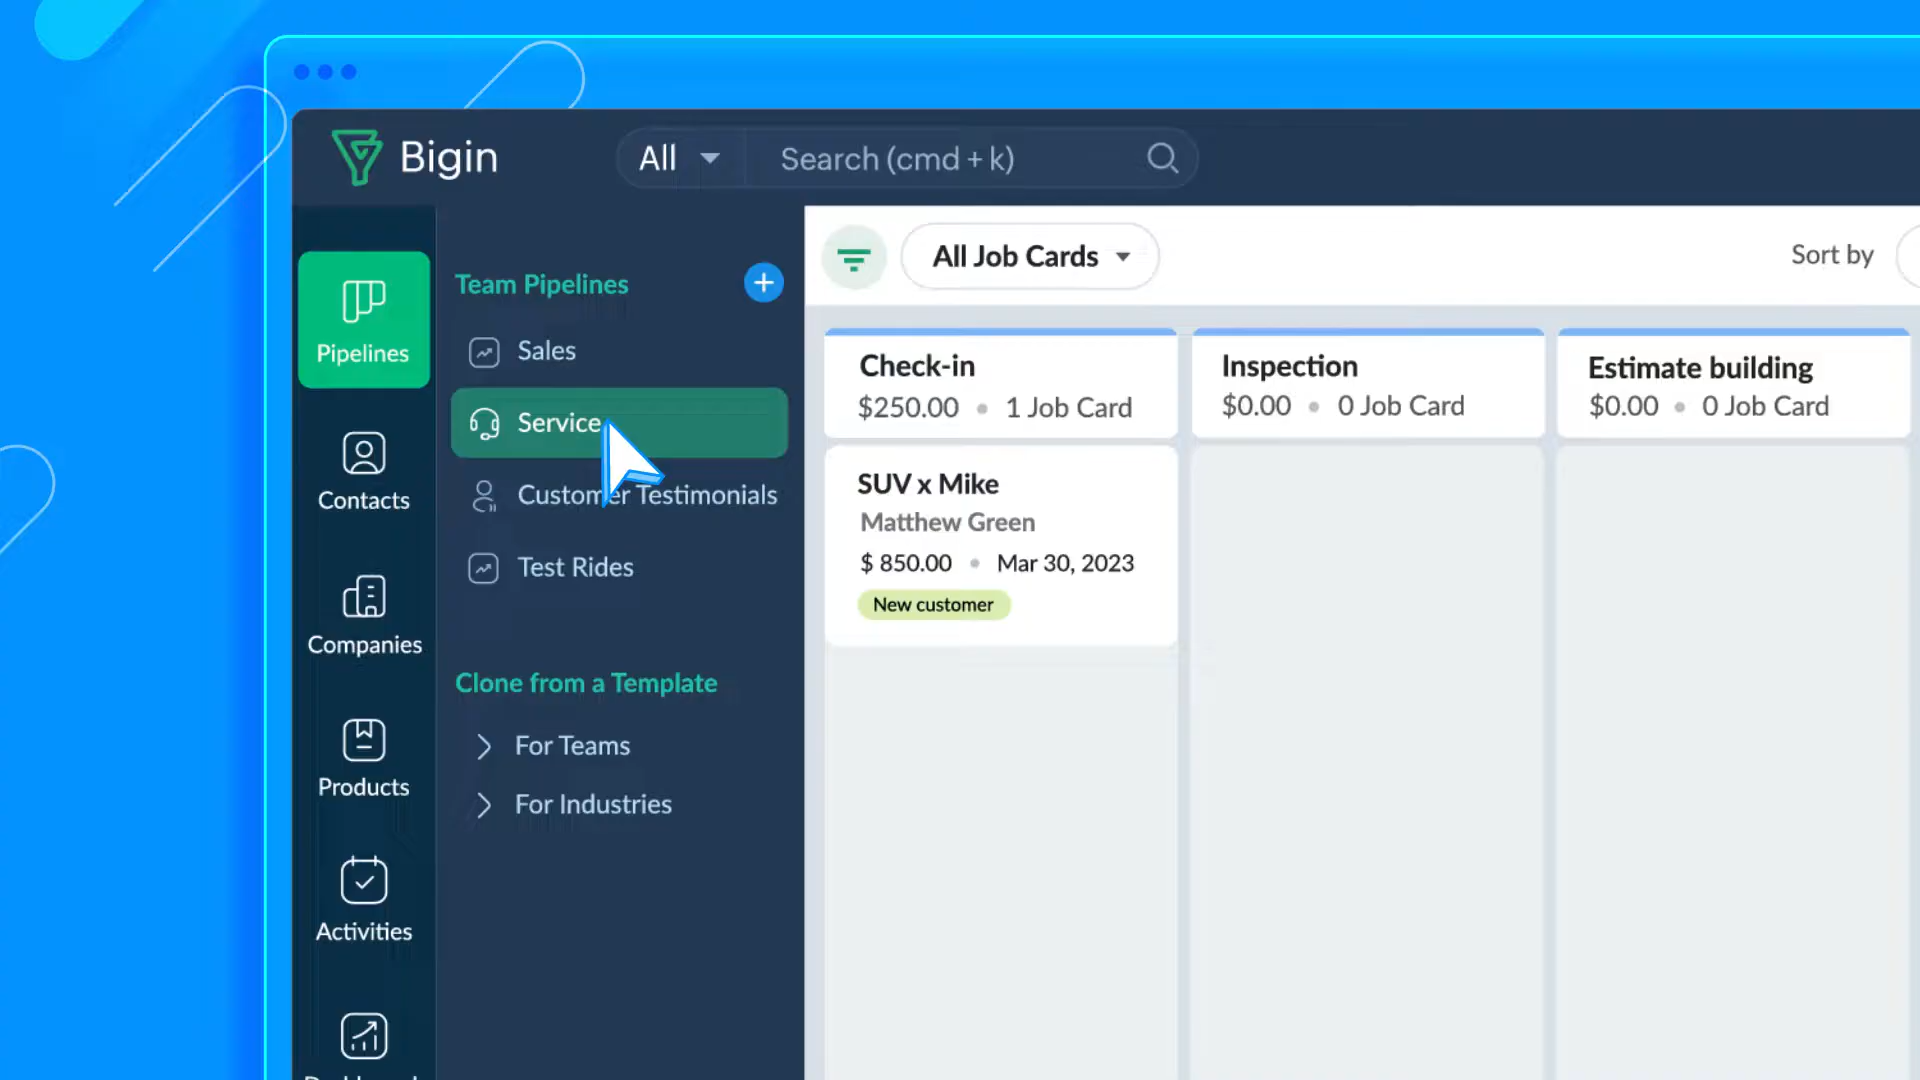 Bigin
All
Search (cmd + k)
Pipelines
Contacts
Companies
Products
Activities
Team Pipelines
Sales
Service
Customer Testimonials
Test Rides
Clone from a Template
For Teams
For Industries
All Job Cards
Sort by
Check-in
$250.00 • 1 Job Card
SUV x Mike
Matthew Green
$ 850.00 • Mar 30, 2023
New customer
Inspection
$0.00 • 0 Job Card
Estimate building
$0.00 • 0 Job Card